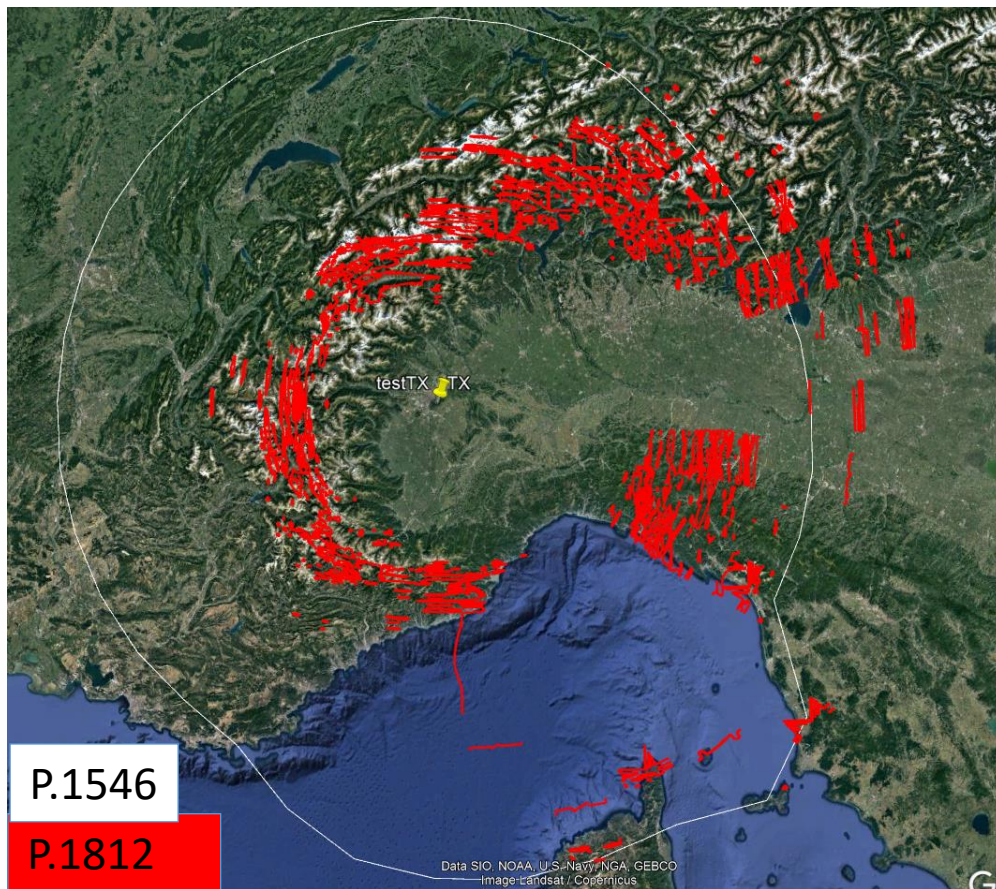 testTX TX
P.1546
P.1812
Data SIO, NOAA, U.S. Navy, NGA, GEBCO
Image Landsat / Copernicus
G